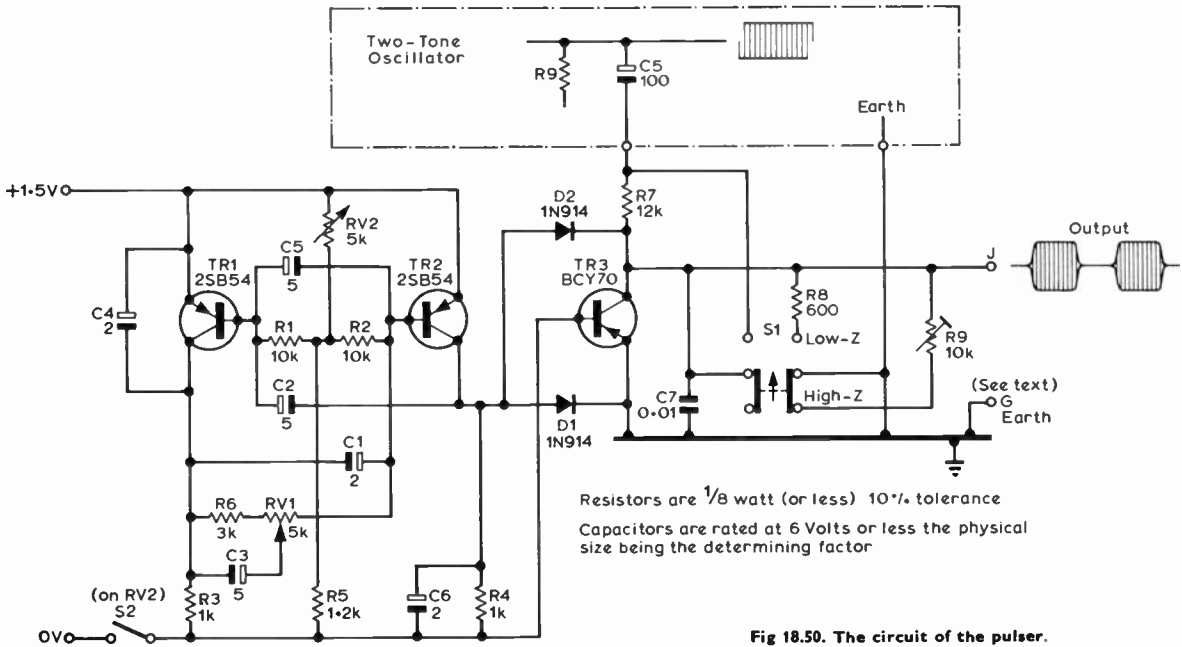 Two-Tone
Oscillator
R9
C5
100
Earth
+1·5V
RV2
5k
D2
1N914
R7
12k
C5
5
TR1
2SB54
TR2
2SB54
TR3
BCY70
Output
J
C4
2
R1
10k
R2
10k
R8
600
S1
Low-Z
R9
10k
C2
5
D1
1N914
C7
0·01
High-Z
(See text)
G
Earth
C1
2
R6
3k
RV1
5k
C3
5
Resistors are 1/8 watt (or less) 10% tolerance
Capacitors are rated at 6 Volts or less the physical
size being the determining factor
(on RV2)
S2
R3
1k
R5
1·2k
C6
2
R4
1k
0V
Fig 18.50. The circuit of the pulser.